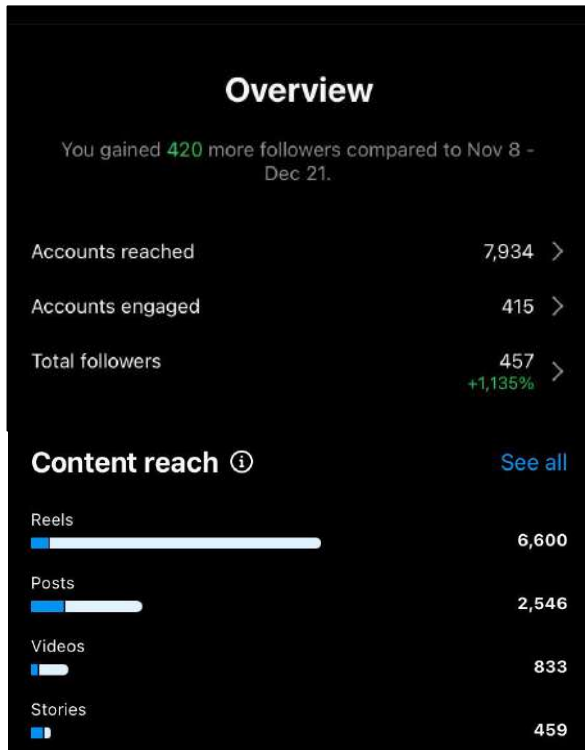 Overview
You gained 420 more followers compared to Nov 8 -
Dec 21.
Accounts reached 7,934
Accounts engaged 415
Total followers 457
+1,135%
Content reach See all
Reels
6,600
Posts
2,546
Videos
833
Stories
459